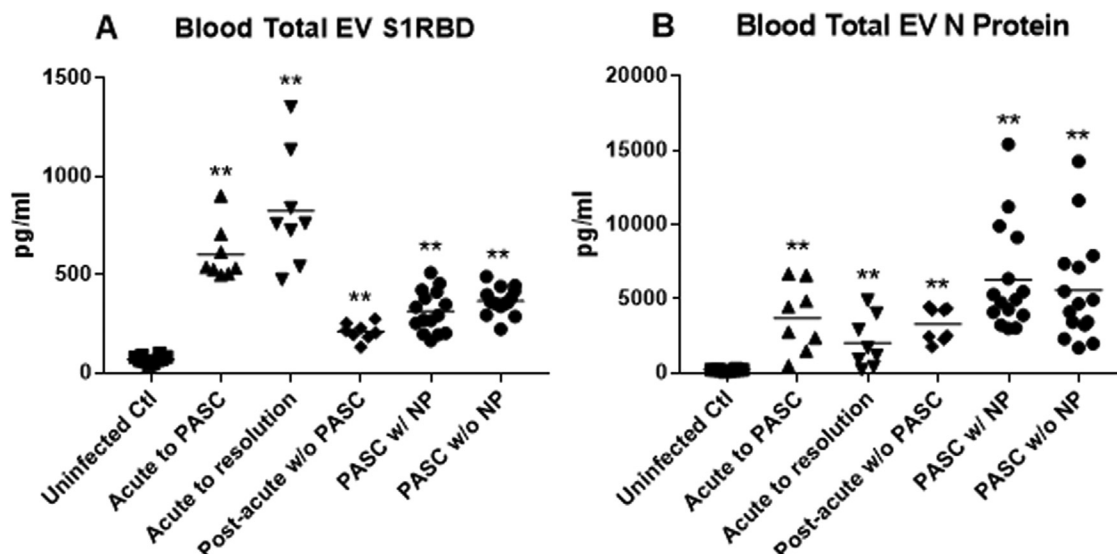 A Blood Total EV S1RBD
pg/ml
1500
1000
500
0
**
**
**
**
**
Uninfected Ctl
Acute to PASC
Acute to resolution
Post-acute w/o PASC
PASC w/ NP
PASC w/o NP
B Blood Total EV N Protein
pg/ml
20000
15000
10000
5000
0
**
**
**
**
**
Uninfected Ctl
Acute to PASC
Acute to resolution
Post-acute w/o PASC
PASC w/ NP
PASC w/o NP